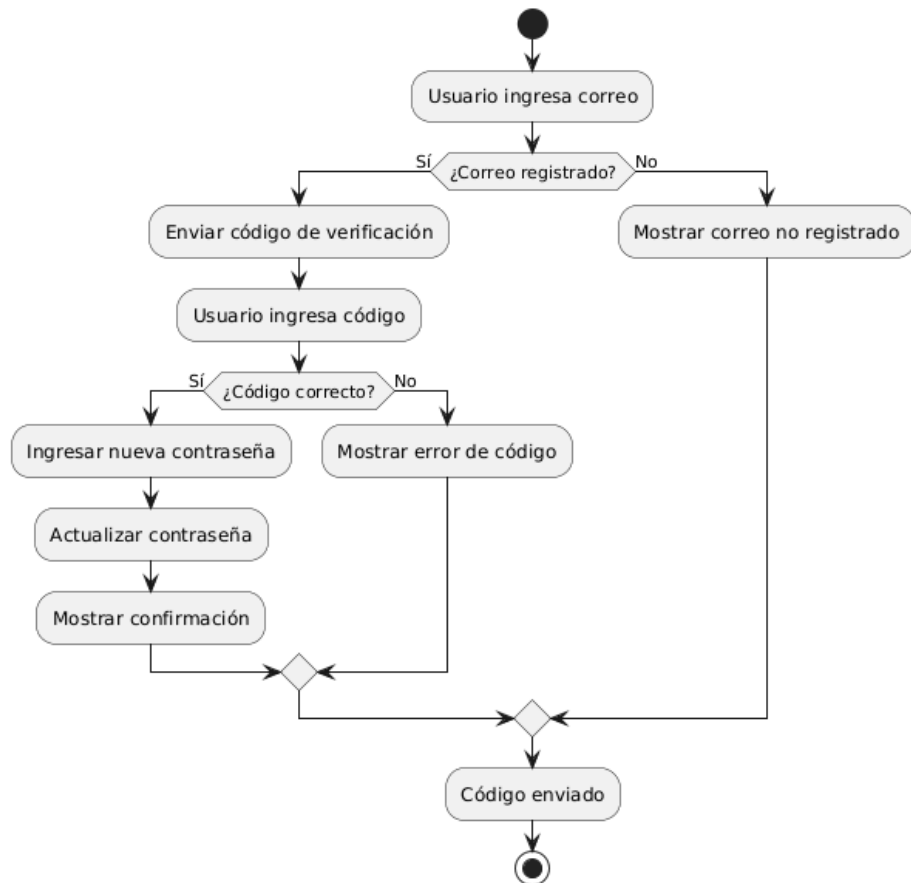 Usuario ingresa correo
Sí
¿Correo registrado?
No
Enviar código de verificación
Mostrar correo no registrado
Usuario ingresa código
Sí
¿Código correcto?
No
Ingresar nueva contraseña
Mostrar error de código
Actualizar contraseña
Mostrar confirmación
Código enviado